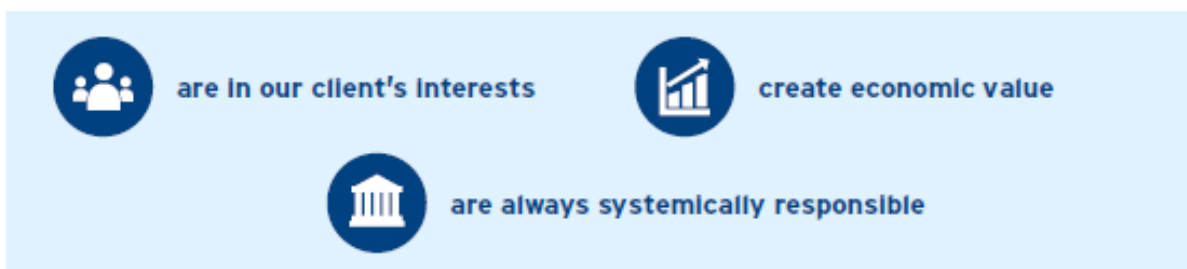 are in our client's interests
create economic value
are always systemically responsible